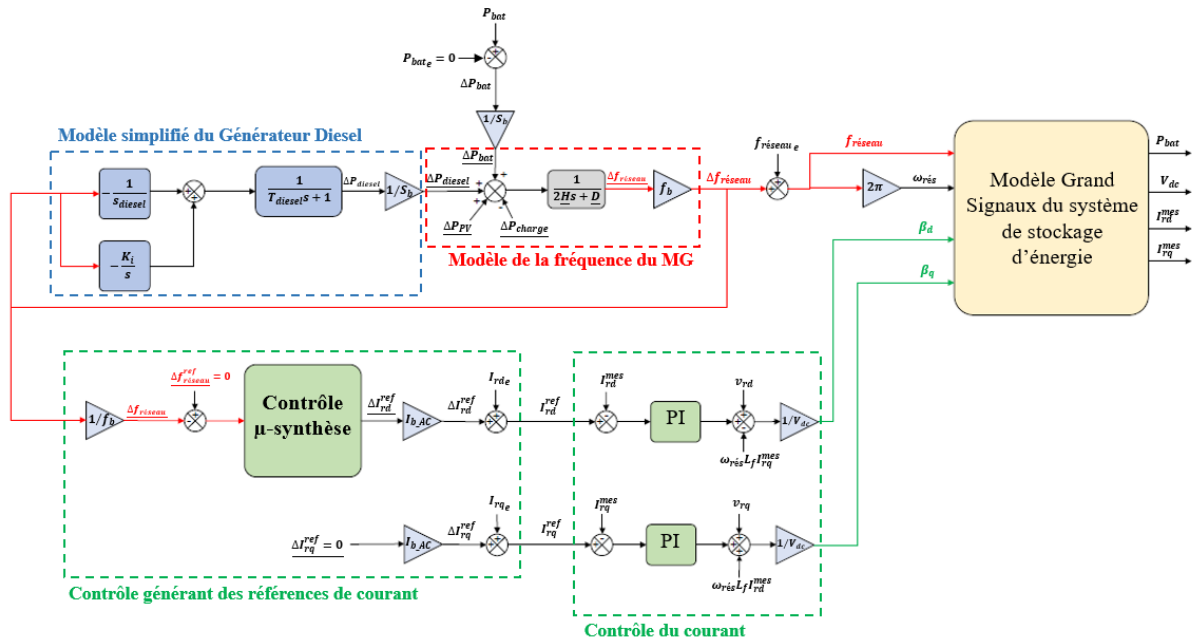 P_bat
P_bat_e = 0
ΔP_bat
1/S_b
ΔP_bat
Modèle simplifié du Générateur Diesel
-1/s_diesel
1/(T_diesel s + 1)
ΔP_diesel
1/S_b
-K_i/s
ΔP_diesel
ΔP_PV
ΔP_charge
1/(2Hs + D)
Δf_réseau
f_b
Modèle de la fréquence du MG
Δf_réseau
f_réseau_e
f_réseau
2π
ω_rés
β_d
β_q
Modèle Grand
Signaux du système
de stockage
d’énergie
P_bat
V_dc
I_rd^mes
I_rq^mes
1/f_b
Δf_réseau
Δf_réseau^ref = 0
Contrôle
µ-synthèse
ΔI_rd^ref
I_b_AC
ΔI_rd^ref
I_rd_e
I_rd^ref
I_rd^mes
PI
v_rd
ω_rés L_f I_rq^mes
1/V_dc
ΔI_rq^ref = 0
I_b_AC
ΔI_rq^ref
I_rq_e
I_rq^ref
I_rq^mes
PI
v_rq
ω_rés L_f I_rd^mes
1/V_dc
Contrôle générant des références de courant
Contrôle du courant